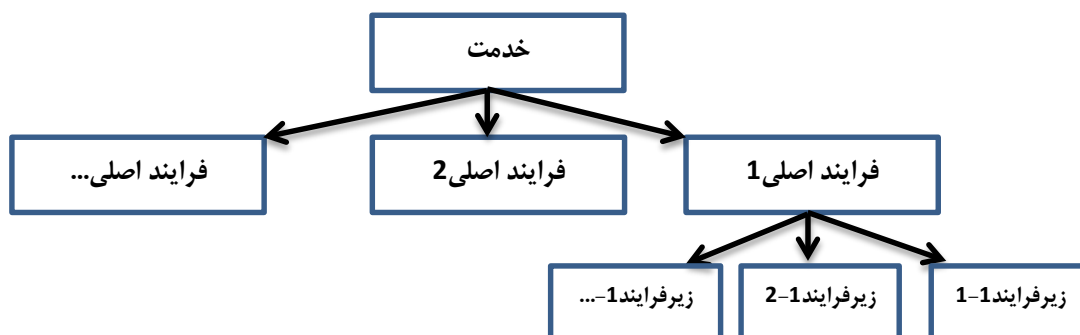 خدمت
فرایند اصلی1
فرایند اصلی2
فرایند اصلی...
زیرفرایند1-1
زیرفرایند1-2
زیرفرایند1-...